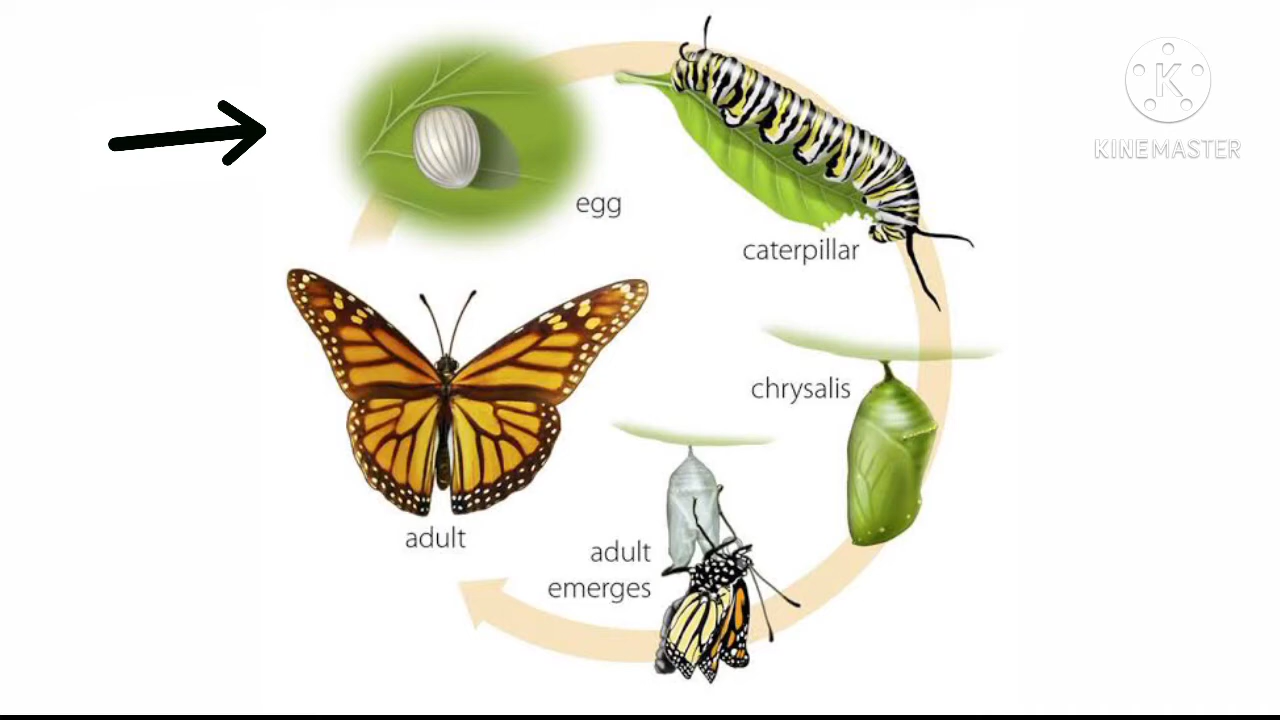 egg
caterpillar
chrysalis
adult
emerges
adult
K
KINEMASTER